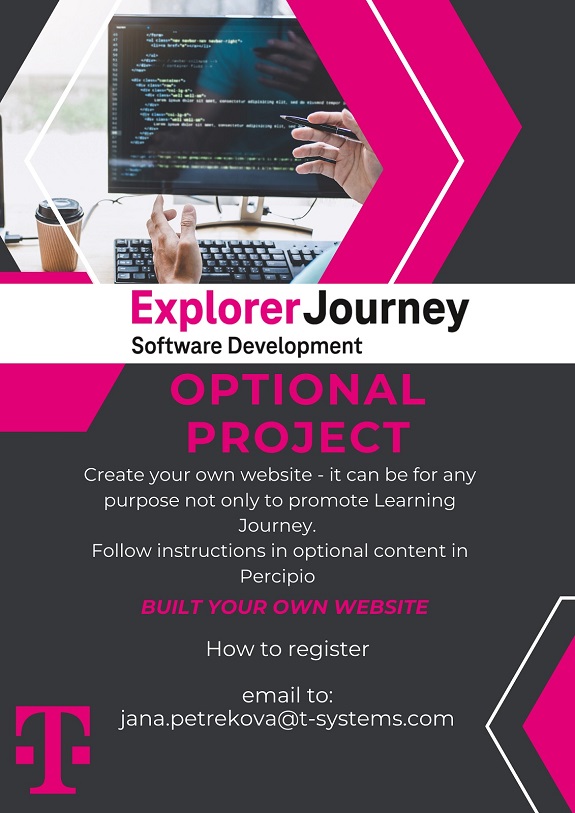 Explorer Journey
Software Development
OPTIONAL
PROJECT
Create your own website - it can be for any
purpose not only to promote Learning
Journey.
Follow instructions in optional content in
Percipio
BUILT YOUR OWN WEBSITE
How to register
email to:
jana.petrekova@t-systems.com
T